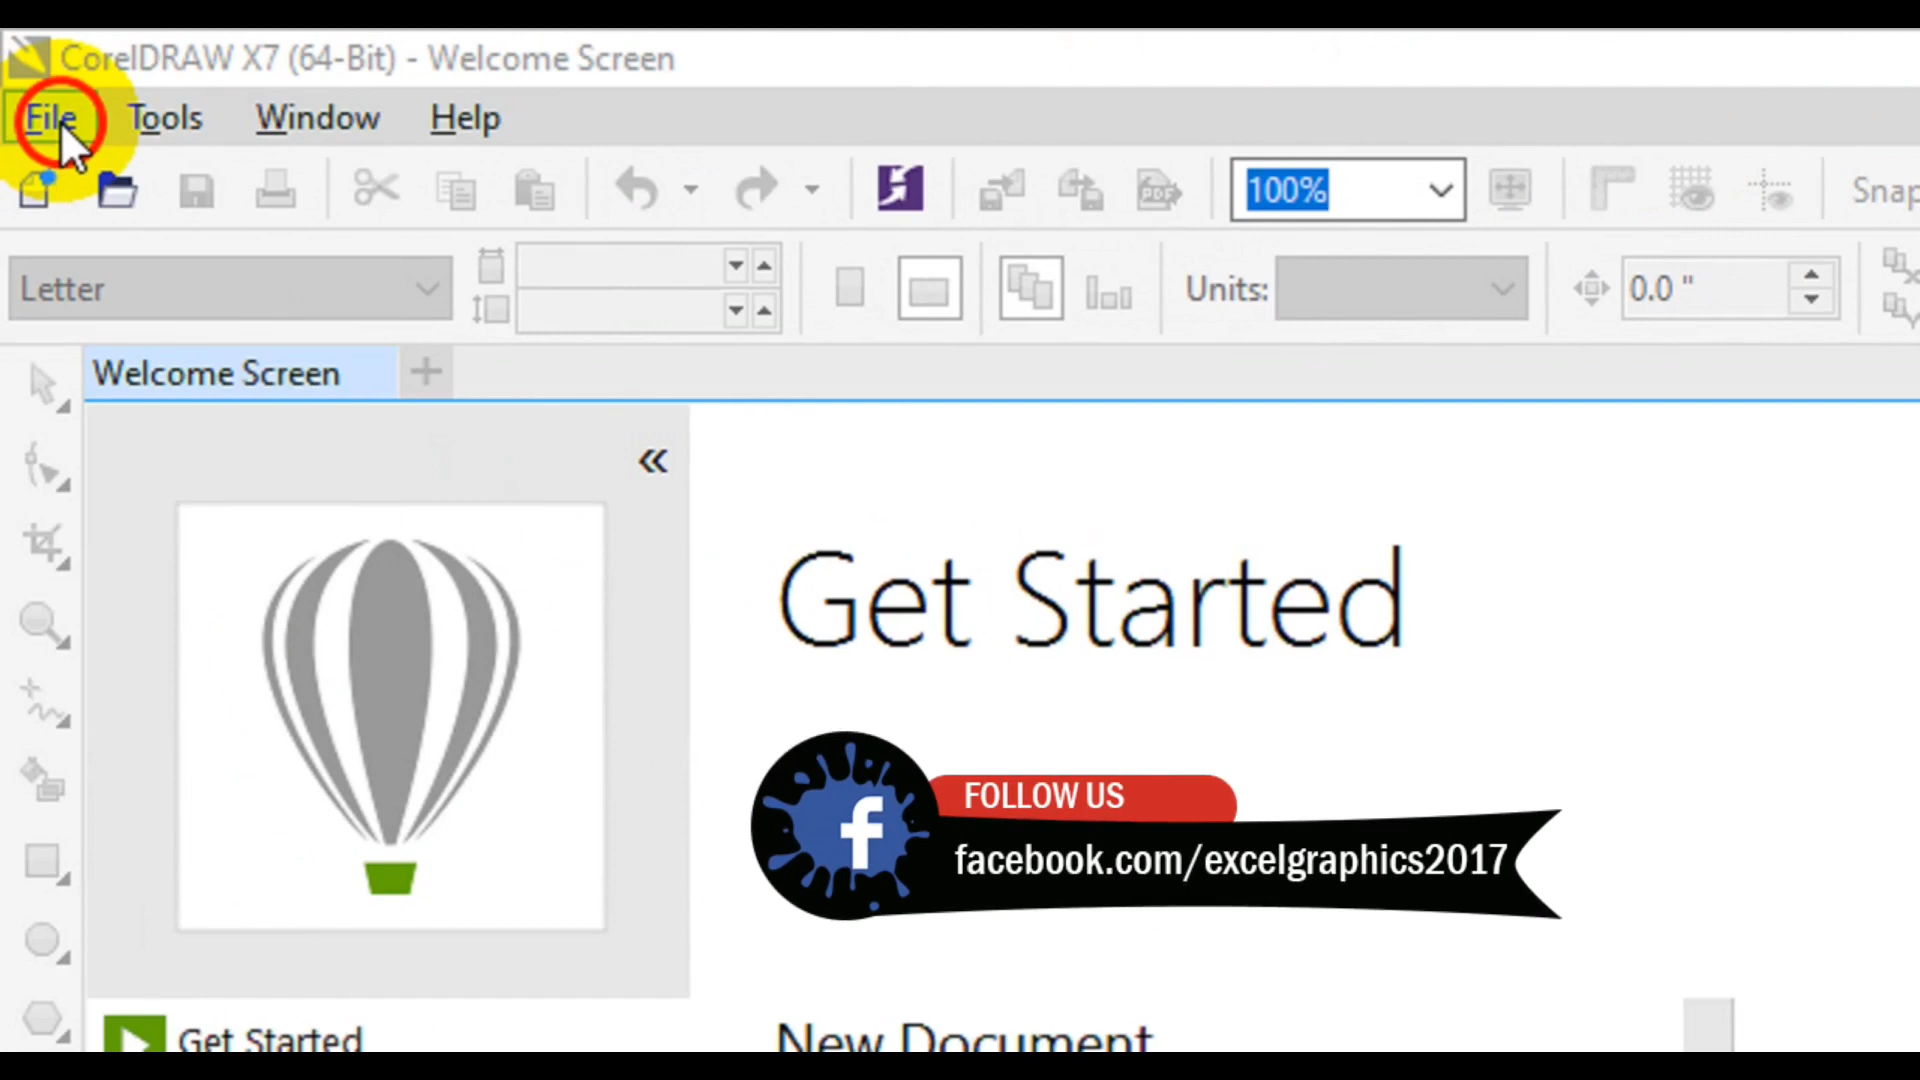 CorelDRAW X7 (64-Bit) - Welcome Screen
File Tools Window Help
PDF 100% Snap
Letter Units: 0.0 "
Welcome Screen
Get Started
FOLLOW US
facebook.com/excelgraphics2017
Get Started
New Document